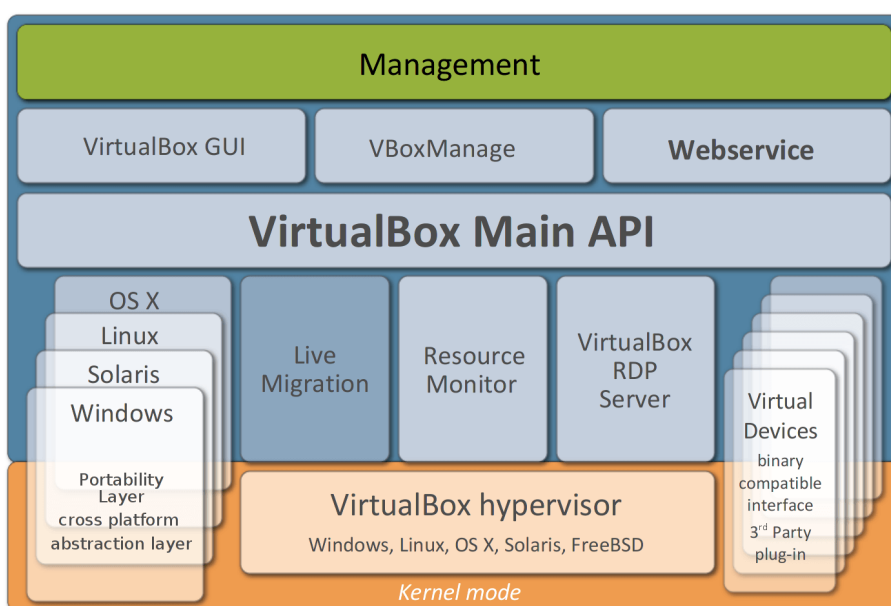 Management
VirtualBox GUI
VBoxManage
Webservice
VirtualBox Main API
OS X
Linux
Solaris
Windows
Portability
Layer
cross platform
abstraction layer
Live
Migration
Resource
Monitor
VirtualBox
RDP
Server
Virtual
Devices
binary
compatible
interface
3rd Party
plug-in
VirtualBox hypervisor
Windows, Linux, OS X, Solaris, FreeBSD
Kernel mode